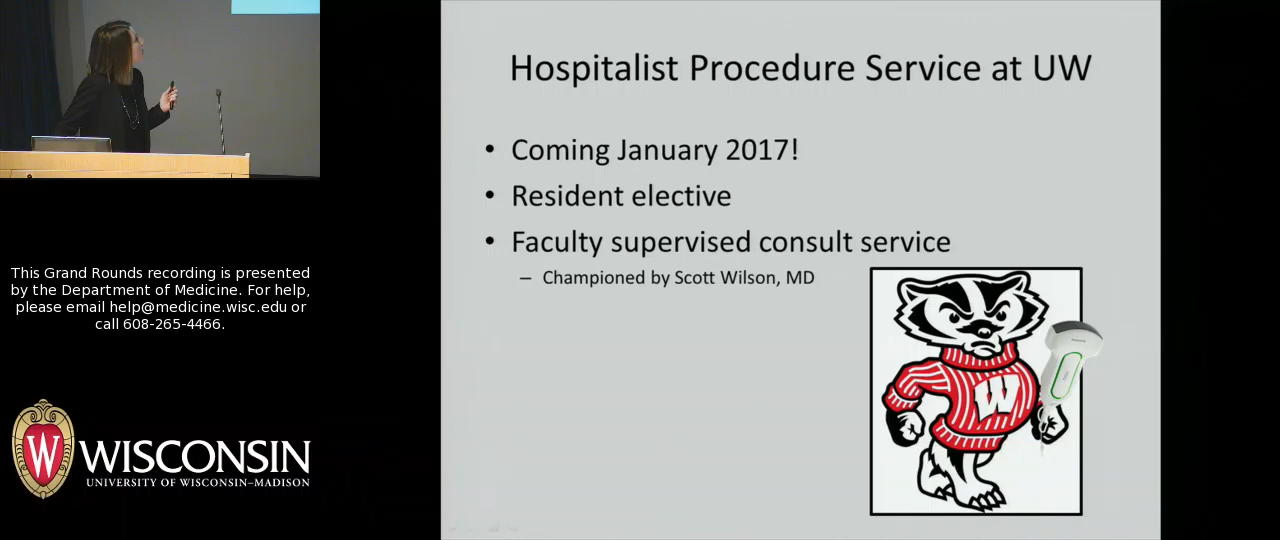 Hospitalist Procedure Service at UW
• Coming January 2017!
• Resident elective
• Faculty supervised consult service
– Championed by Scott Wilson, MD
W
This Grand Rounds recording is presented
by the Department of Medicine. For help,
please email help@medicine.wisc.edu or
call 608-265-4466.
W
WISCONSIN
UNIVERSITY OF WISCONSIN–MADISON